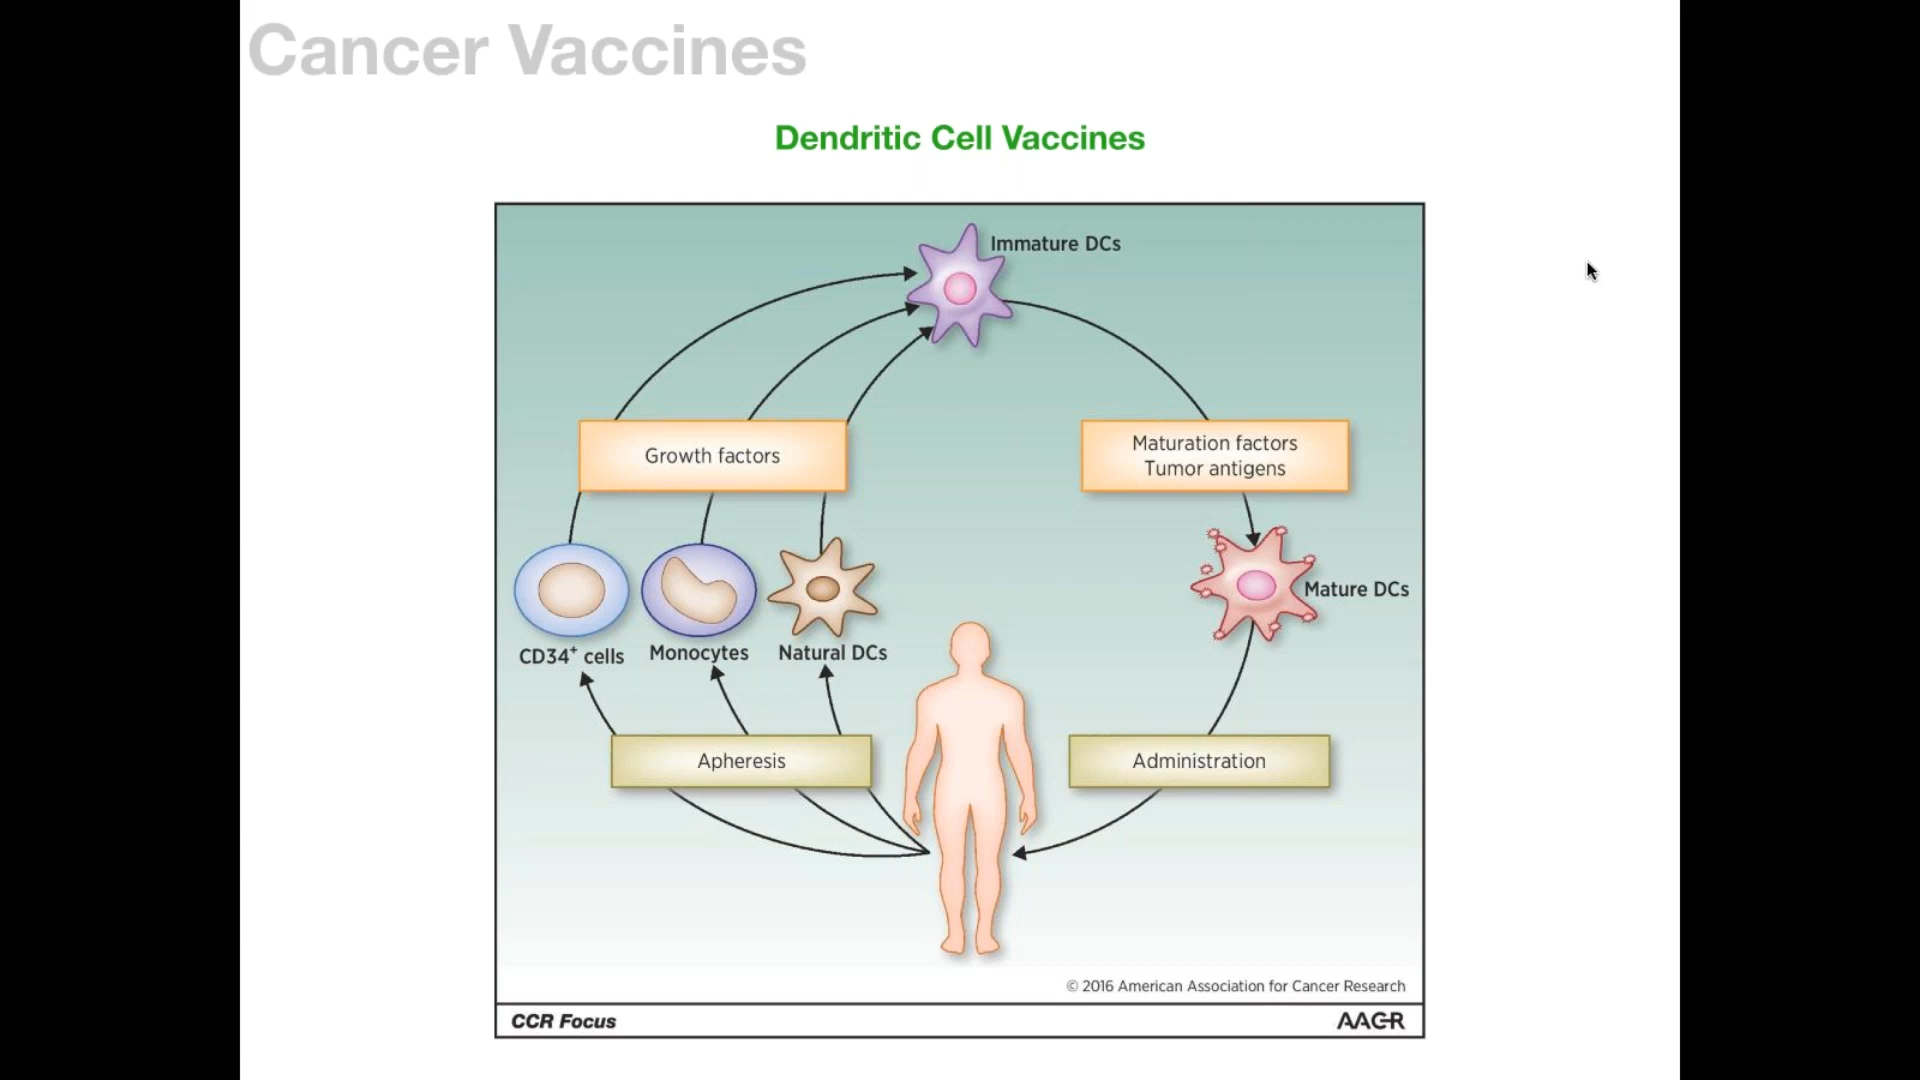 Cancer Vaccines
Dendritic Cell Vaccines
Immature DCs
Growth factors
Maturation factors
Tumor antigens
Mature DCs
CD34⁺ cells
Monocytes
Natural DCs
Apheresis
Administration
© 2016 American Association for Cancer Research
CCR Focus
AACR